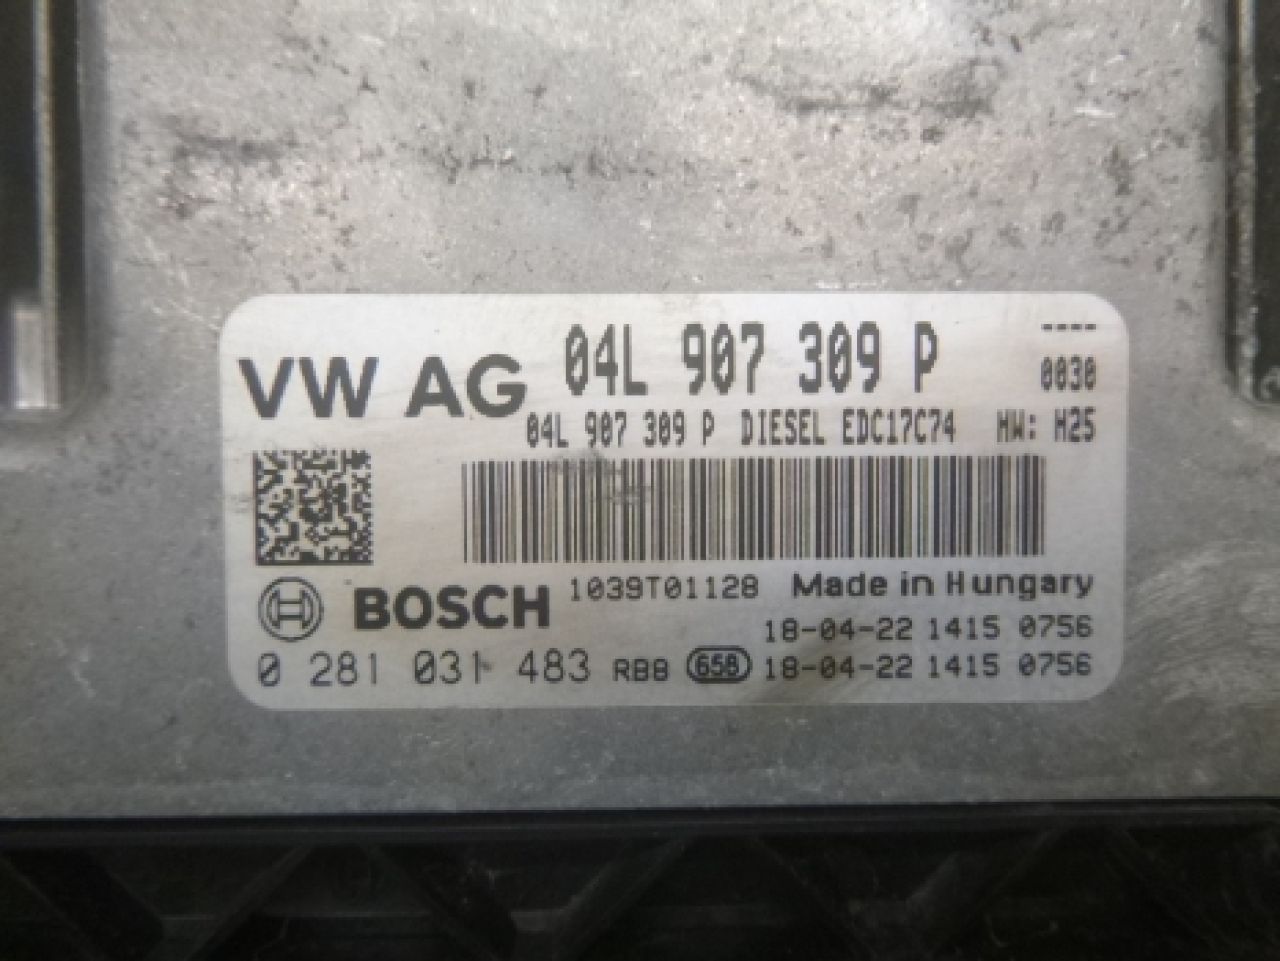 VW AG 04L 907 309 P ----
0030
04L 907 309 P DIESEL EDC17C74 HW: H25
BOSCH 1039T01128 Made in Hungary
18-04-22 1415 0756
0 281 031 483 RBB 658 18-04-22 1415 0756